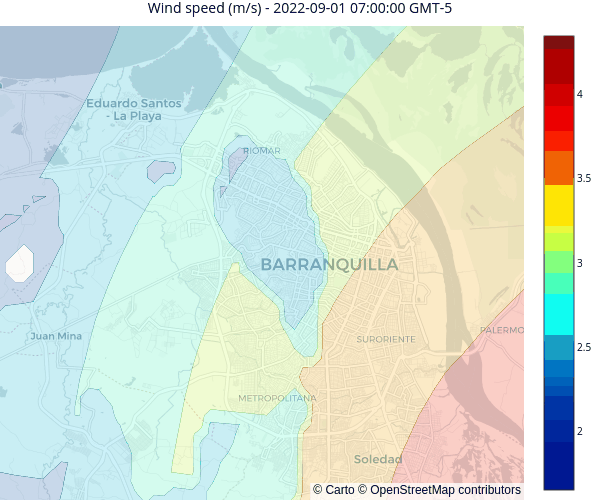 Wind speed (m/s) - 2022-09-01 07:00:00 GMT-5
Eduardo Santos
- La Playa
RIOMAR
BARRANQUILLA
Juan Mina
SURORIENTE
PALERMO
METROPOLITANA
Soledad
© Carto © OpenStreetMap contributors
4
3.5
3
2.5
2